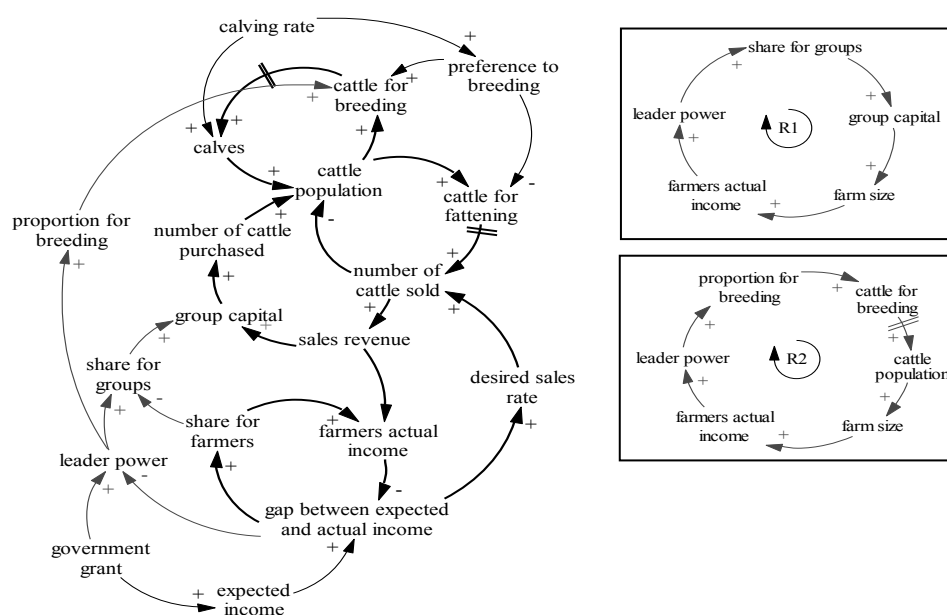 calving rate
+
+
preference to
breeding
cattle for
breeding
+
+
+
+
calves
+
+
cattle
population
+
-
+
+
-
cattle for
fattening
proportion for
breeding
+
number of cattle
purchased
+
number of
cattle sold
+
+
+
group capital
+
+
sales revenue
share for
groups
+
-
desired sales
rate
+
share for
farmers
+
farmers actual
income
+
leader power
+
-
-
gap between expected
and actual income
+
government
grant
+
expected
income
share for groups
+
leader power
+
R1
group capital
+
farmers actual
income
+
farm size
+
proportion for
breeding
+
cattle for
breeding
+
leader power
+
R2
cattle
population
+
farmers actual
income
+
farm size
+